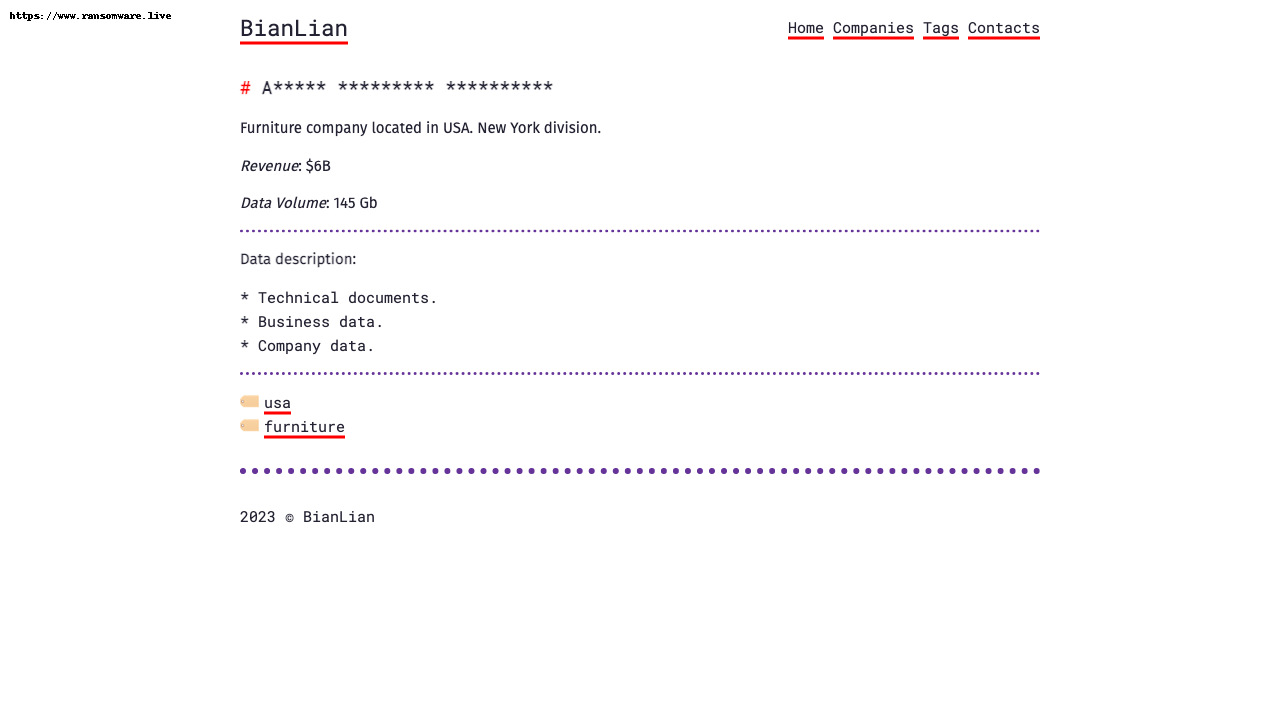 https://www.ransomware.live
BianLian
Home Companies Tags Contacts
# A***** ********* **********
Furniture company located in USA. New York division.
Revenue: $6B
Data Volume: 145 Gb
Data description:
* Technical documents.
* Business data.
* Company data.
usa
furniture
2023 © BianLian